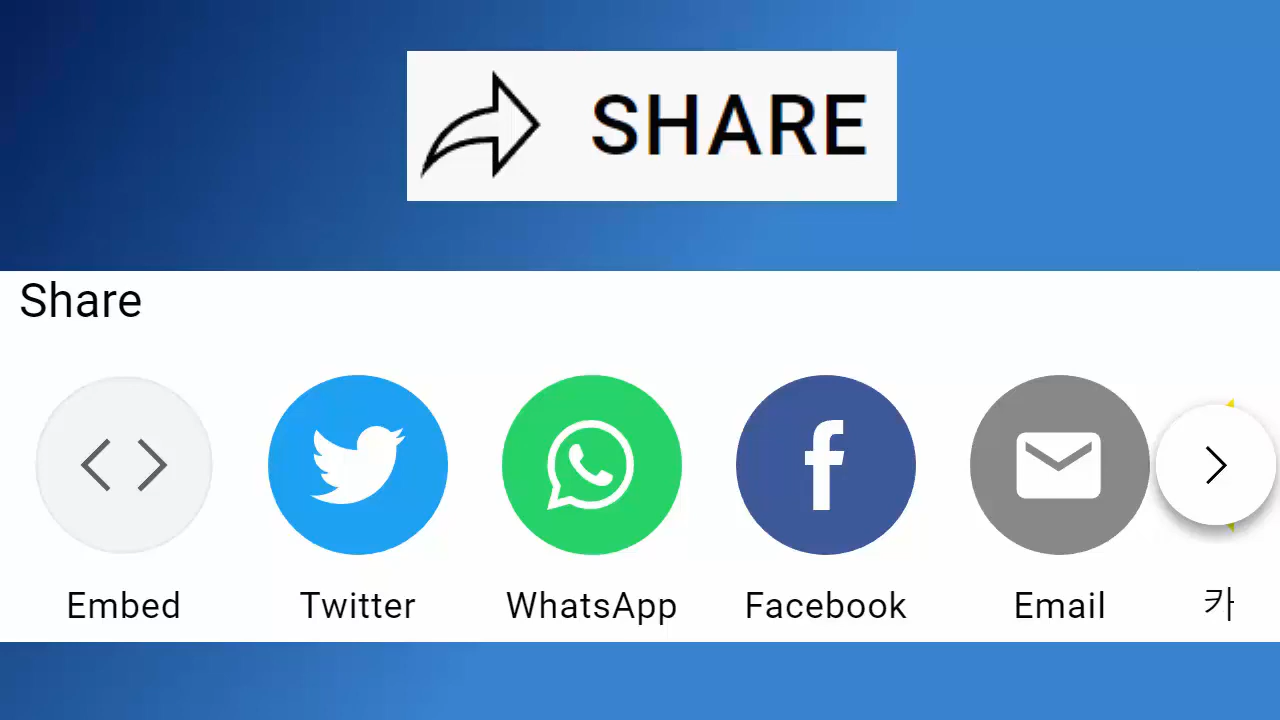 SHARE
Share
Embed
Twitter
WhatsApp
Facebook
Email
카